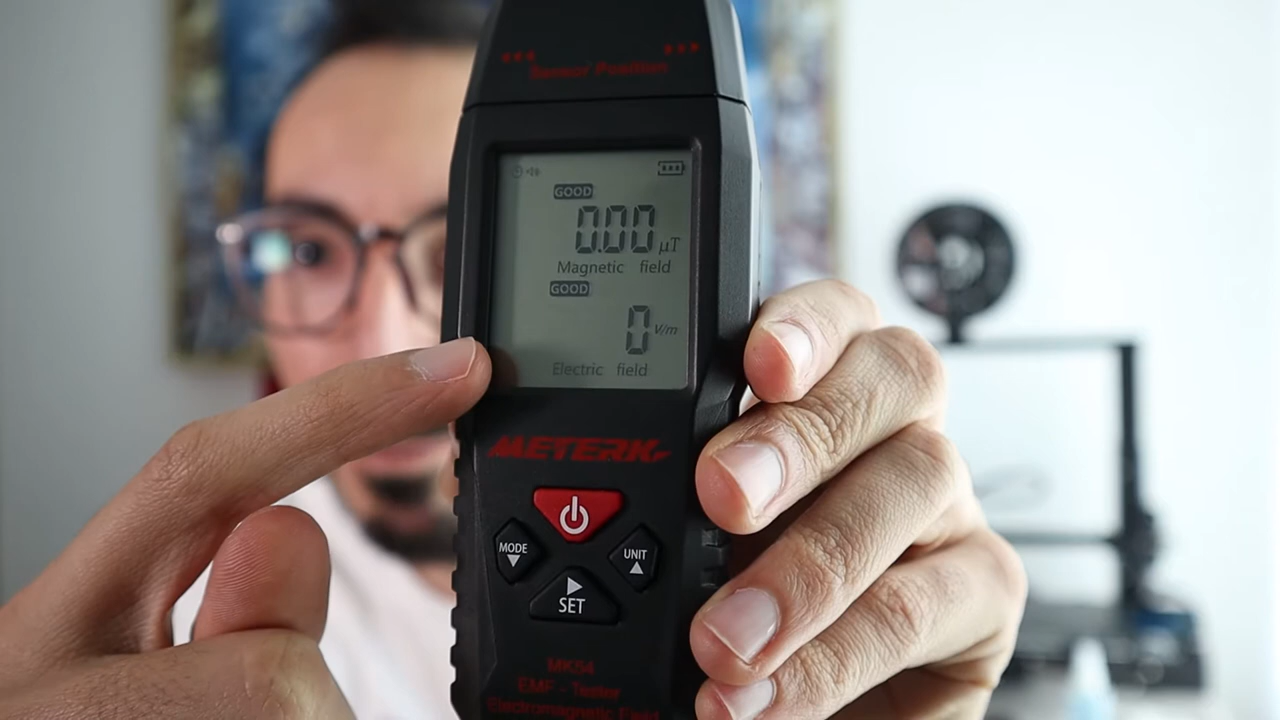 Sensor Position
GOOD
0.00 µT
Magnetic field
GOOD
0 V/m
Electric field
METERK
MODE
UNIT
SET
MK54
EMF - Tester
Electromagnetic Field